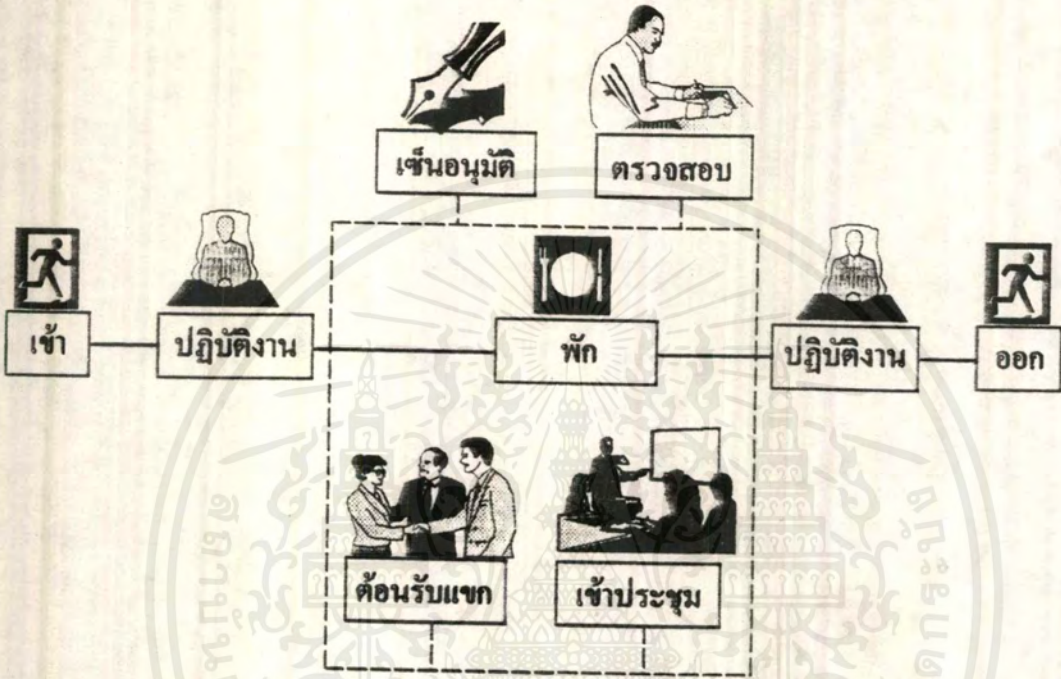 เซ็นอนุมัติ
ตรวจสอบ
เข้า
ปฏิบัติงาน
พัก
ปฏิบัติงาน
ออก
ต้อนรับแขก
เข้าประชุม